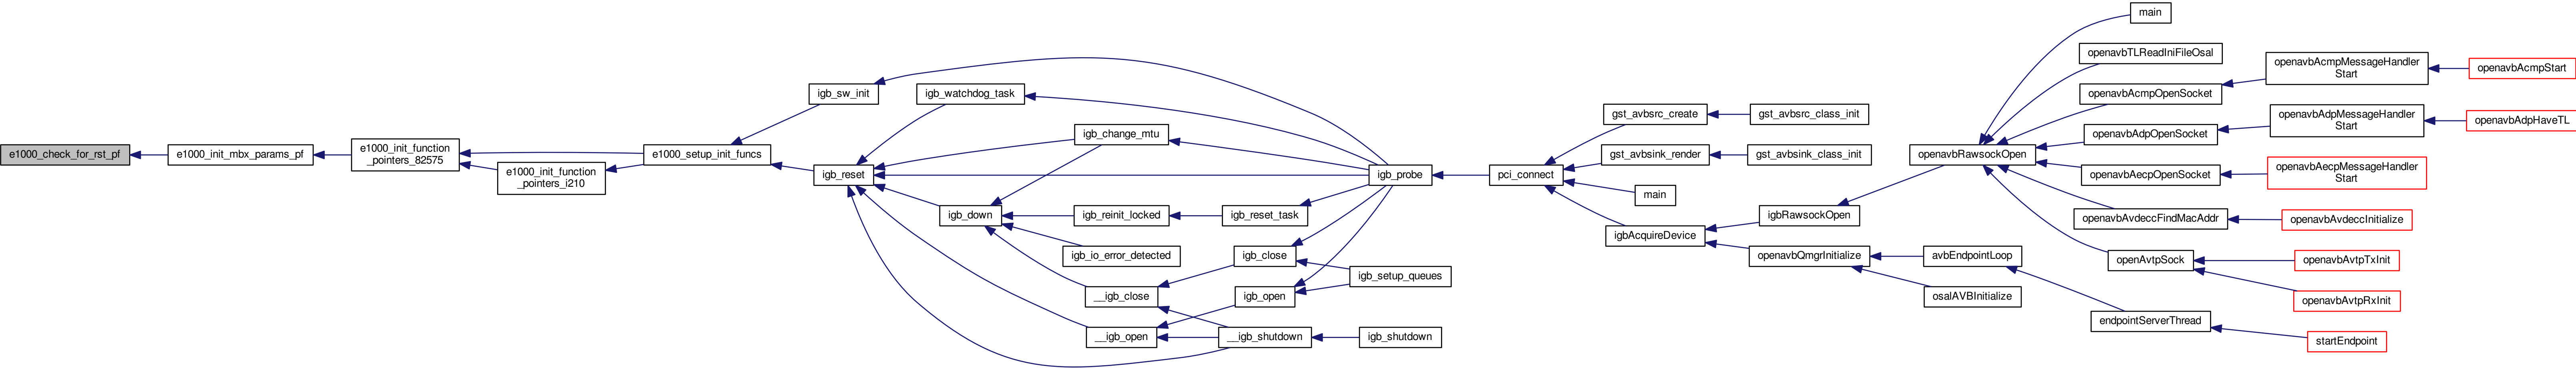 e1000_check_for_rst_pf
e1000_init_mbx_params_pf
e1000_init_function
_pointers_82575
e1000_init_function
_pointers_i210
e1000_setup_init_funcs
igb_sw_init
igb_reset
igb_watchdog_task
igb_change_mtu
igb_down
igb_reinit_locked
igb_reset_task
igb_io_error_detected
igb_close
__igb_close
igb_open
__igb_open
__igb_shutdown
igb_shutdown
igb_setup_queues
igb_probe
pci_connect
gst_avbsrc_create
gst_avbsrc_class_init
gst_avbsink_render
gst_avbsink_class_init
main
igbAcquireDevice
igbRawsockOpen
openavbQmgrInitialize
avbEndpointLoop
osalAVBInitialize
endpointServerThread
startEndpoint
openavbRawsockOpen
main
openavbTLReadIniFileOsal
openavbAcmpOpenSocket
openavbAcmpMessageHandler
Start
openavbAcmpStart
openavbAdpOpenSocket
openavbAdpMessageHandler
Start
openavbAdpHaveTL
openavbAecpOpenSocket
openavbAecpMessageHandler
Start
openavbAvdeccFindMacAddr
openavbAvdeccInitialize
openAvtpSock
openavbAvtpTxInit
openavbAvtpRxInit